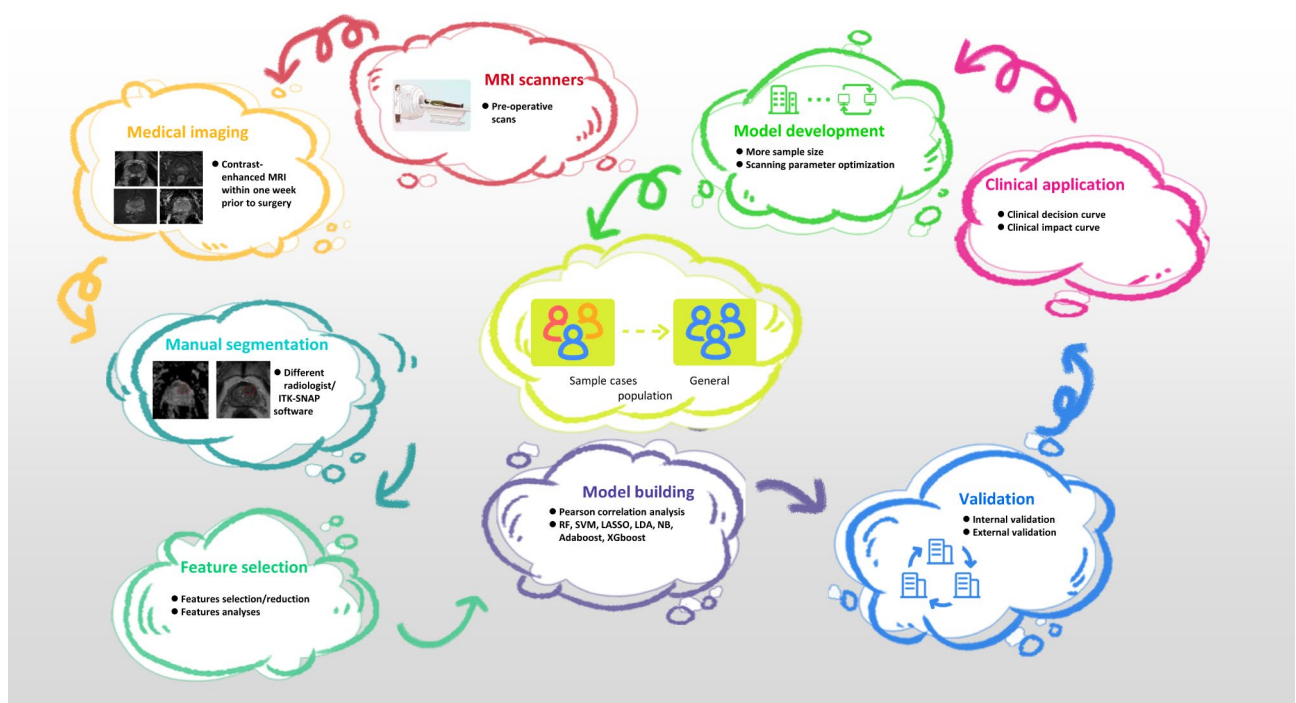 MRI scanners
● Pre-operative
scans
Medical imaging
● Contrast-
enhanced MRI
within one week
prior to surgery
Manual segmentation
● Different
radiologist/
ITK-SNAP
software
Feature selection
● Features selection/reduction
● Features analyses
Model building
● Pearson correlation analysis
● RF, SVM, LASSO, LDA, NB,
Adaboost, XGboost
Validation
● Internal validation
● External validation
Clinical application
● Clinical decision curve
● Clinical impact curve
Model development
● More sample size
● Scanning parameter optimization
Sample cases General
population